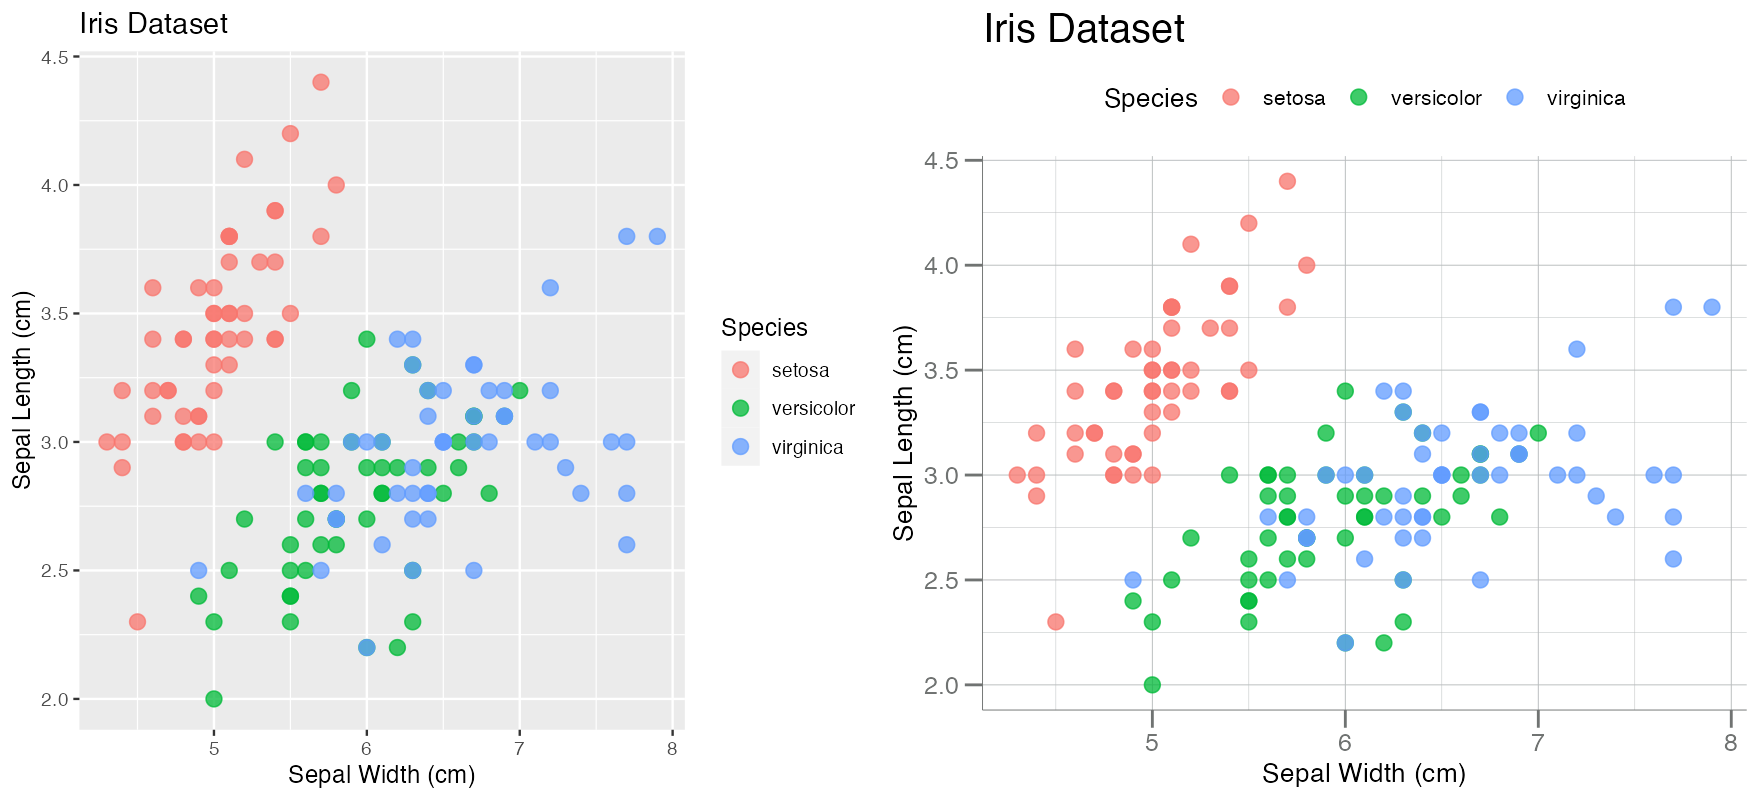 Iris Dataset
4.5
4.0
3.5
3.0
2.5
2.0
Sepal Length (cm)
5 6 7 8
Sepal Width (cm)
Species
setosa
versicolor
virginica
Iris Dataset
Species setosa versicolor virginica
4.5
4.0
3.5
3.0
2.5
2.0
Sepal Length (cm)
5 6 7 8
Sepal Width (cm)